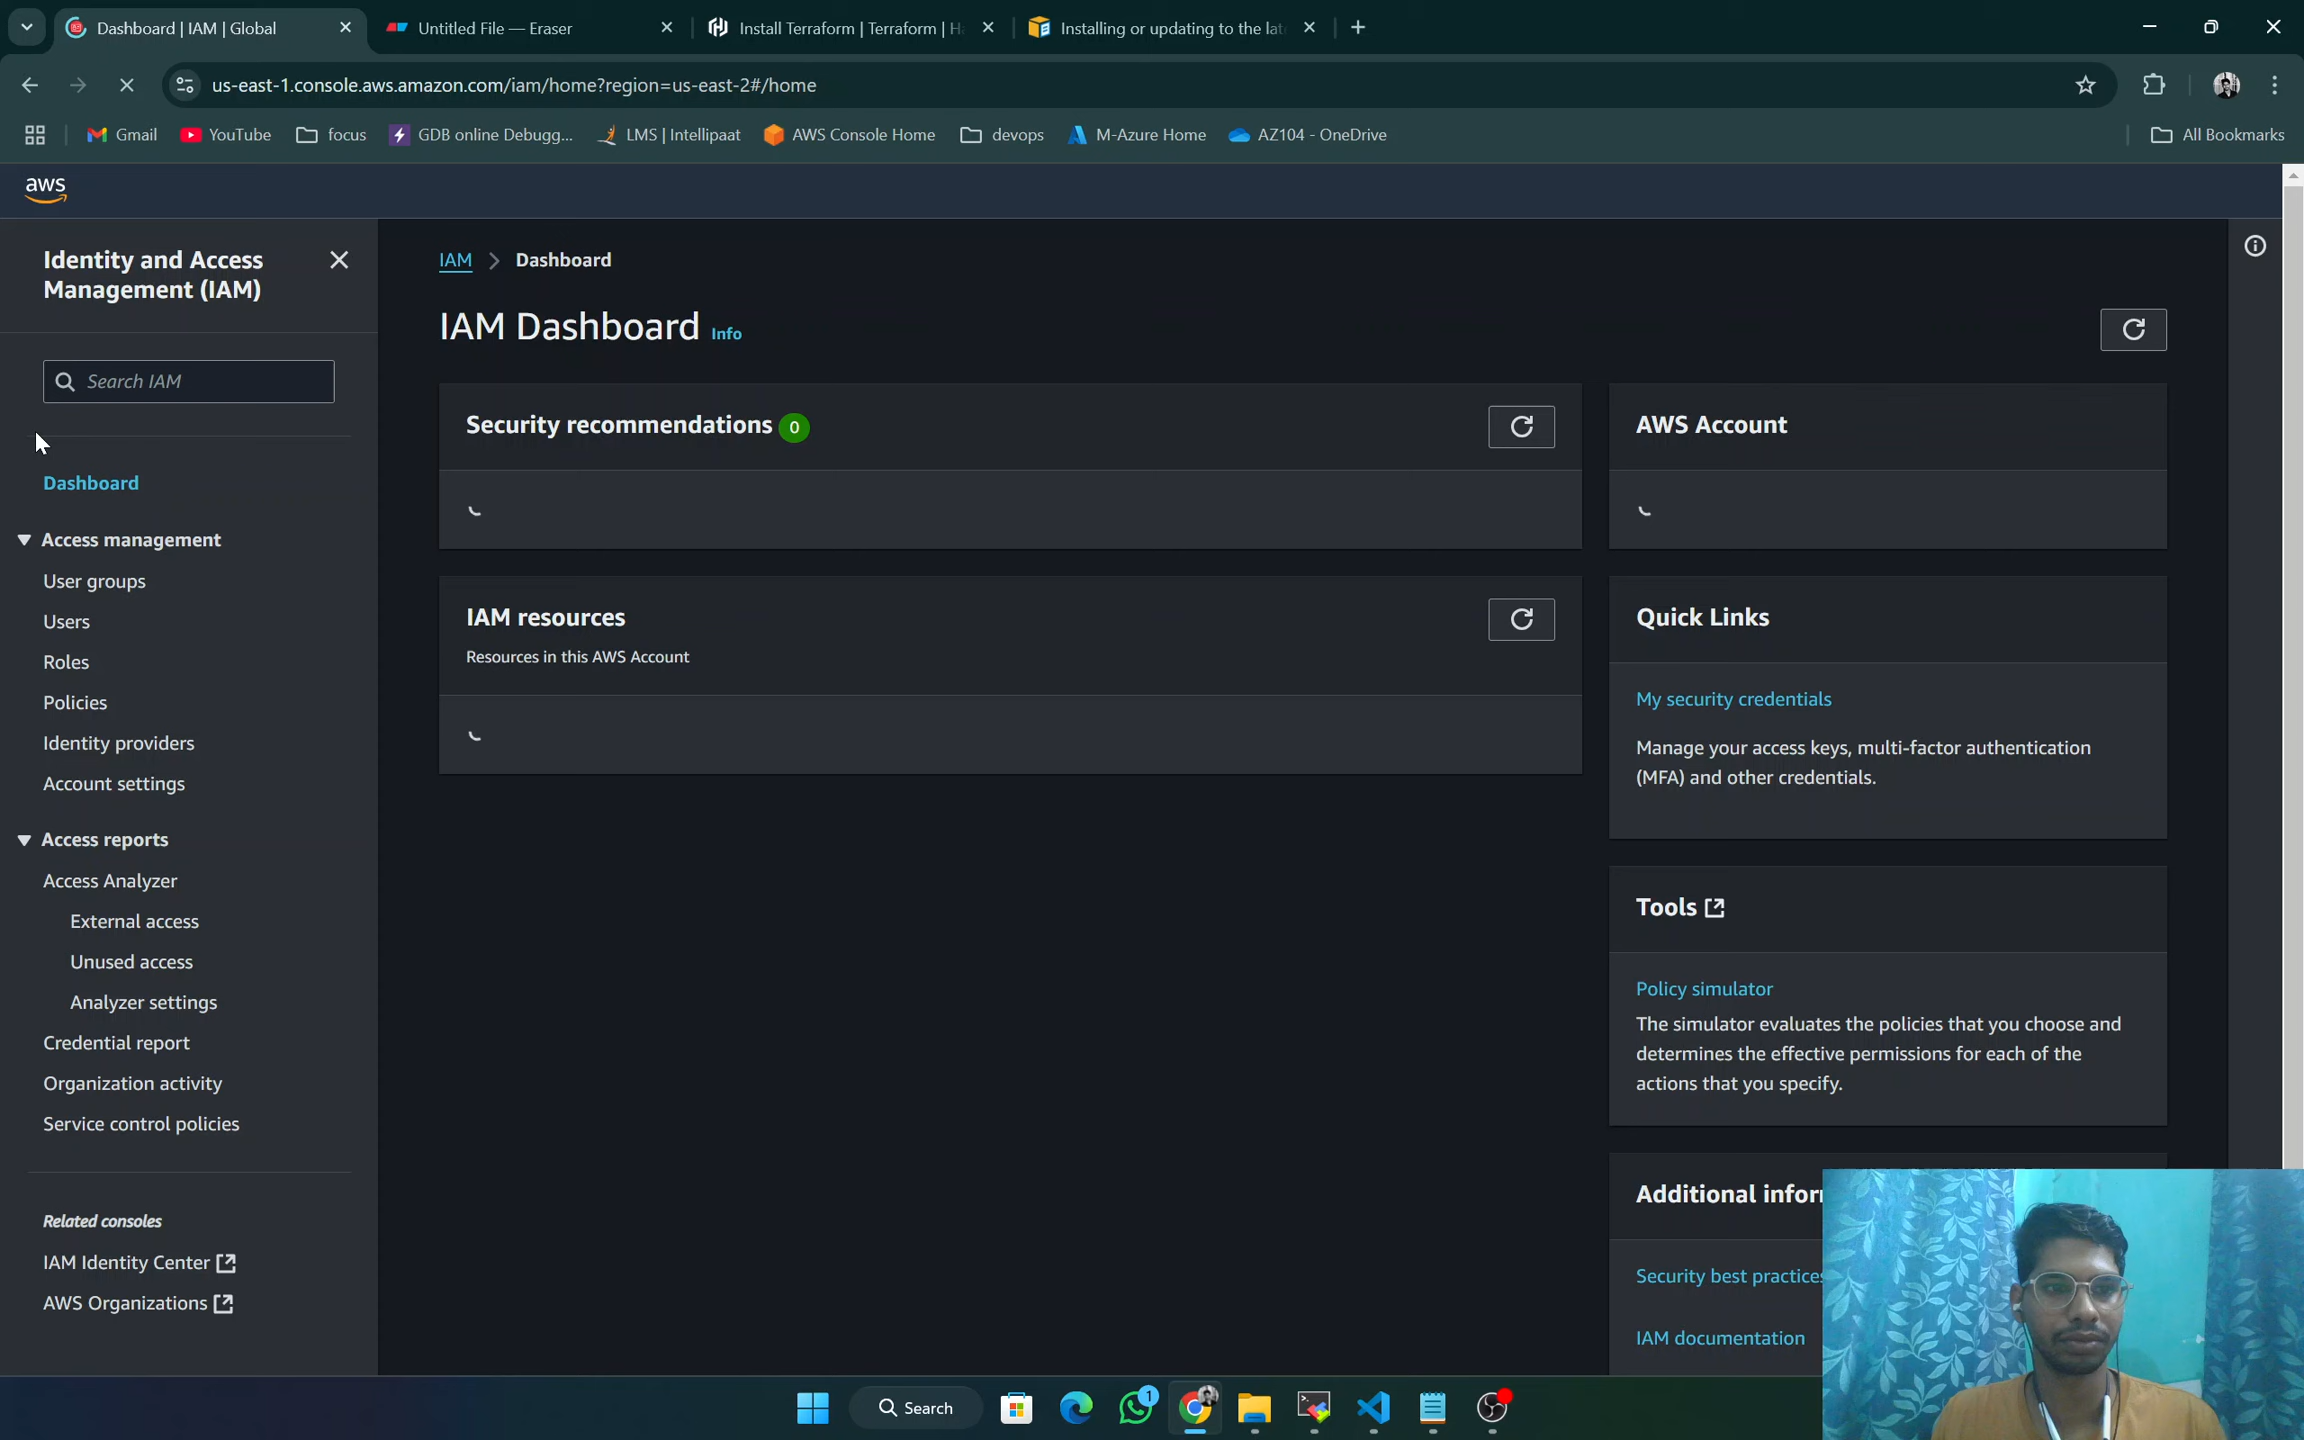 Dashboard | IAM | Global
Untitled File — Eraser
Install Terraform | Terraform | Ha
Installing or updating to the lat
us-east-1.console.aws.amazon.com/iam/home?region=us-east-2#/home
Gmail
YouTube
focus
GDB online Debugg...
LMS | Intellipaat
AWS Console Home
devops
M-Azure Home
AZ104 - OneDrive
All Bookmarks
aws
Identity and Access
Management (IAM)
Search IAM
Dashboard
Access management
User groups
Users
Roles
Policies
Identity providers
Account settings
Access reports
Access Analyzer
External access
Unused access
Analyzer settings
Credential report
Organization activity
Service control policies
Related consoles
IAM Identity Center
AWS Organizations
IAM > Dashboard
IAM Dashboard Info
Security recommendations 0
IAM resources
Resources in this AWS Account
AWS Account
Quick Links
My security credentials
Manage your access keys, multi-factor authentication
(MFA) and other credentials.
Tools
Policy simulator
The simulator evaluates the policies that you choose and
determines the effective permissions for each of the
actions that you specify.
Additional infor
Security best practices
IAM documentation
Search
1